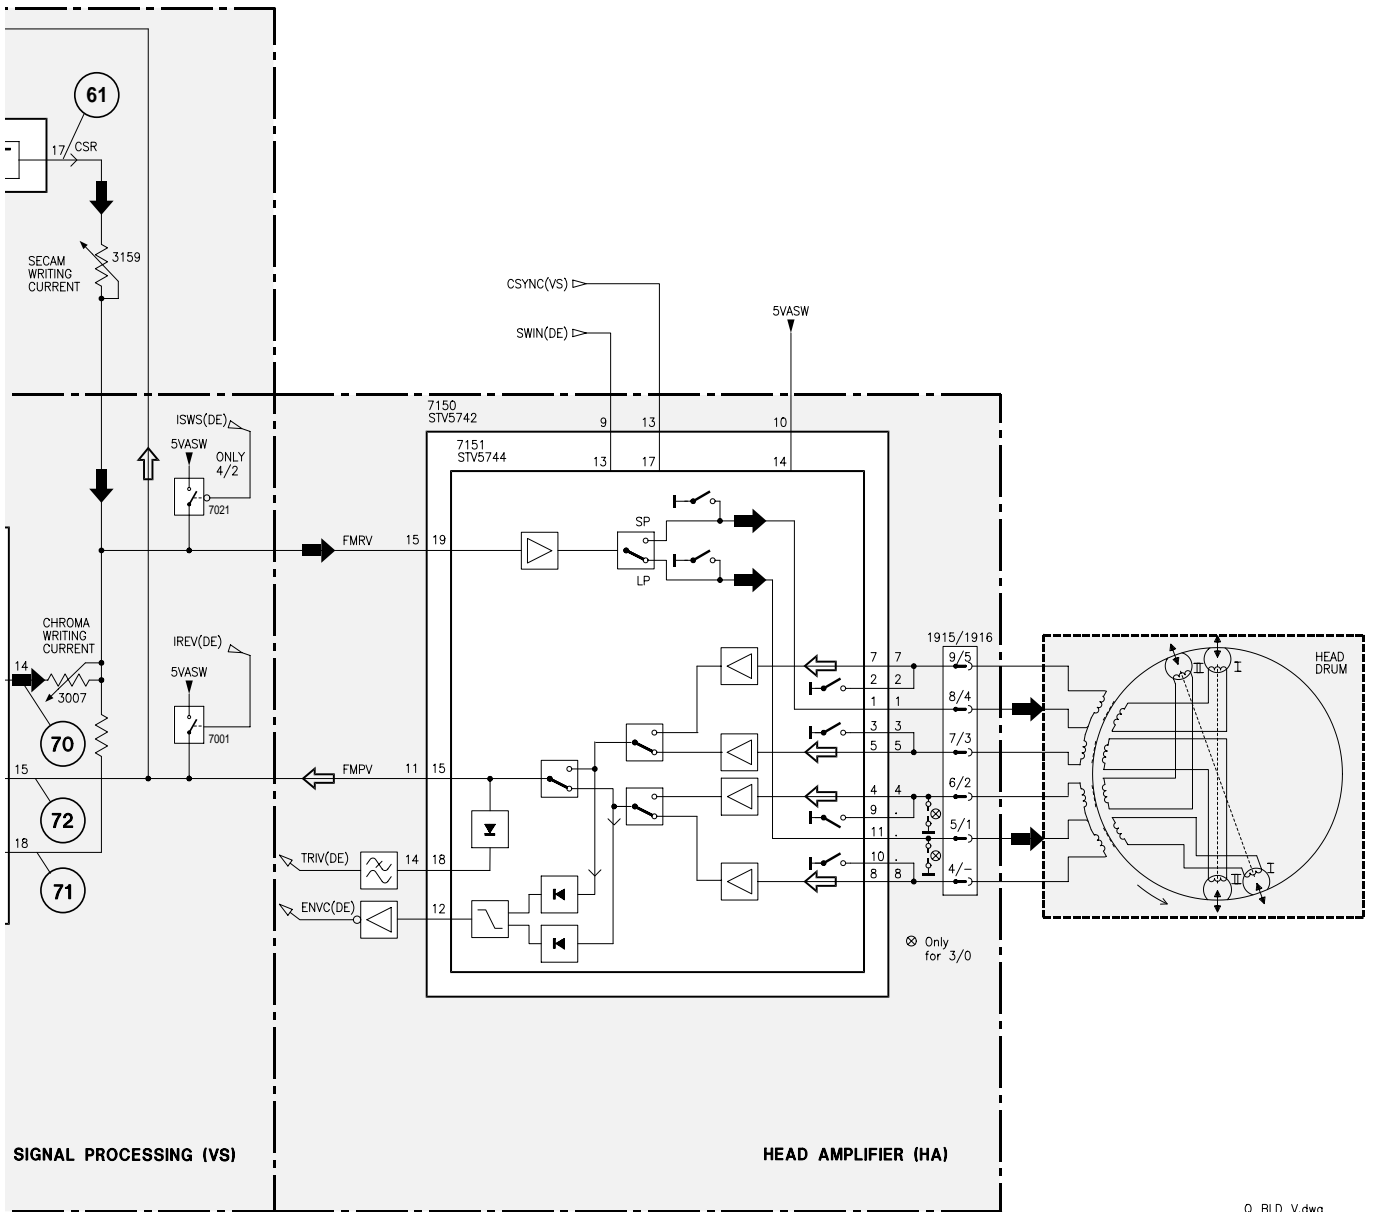 61
17
CSR
3159
SECAM
WRITING
CURRENT
CSYNC(VS)
5VASW
SWIN(DE)
7150
STV5742
ISWS(DE)
9
13
10
5VASW
ONLY
4/2
7151
STV5744
13
17
14
7021
SP
FMRV
15
19
LP
CHROMA
WRITING
CURRENT
IREV(DE)
1915/1916
HEAD
DRUM
14
5VASW
3007
7
7
9/5
II
I
2
2
1
1
8/4
70
7001
3
3
5
5
7/3
15
FMPV
11
15
4
4
6/2
72
9
.
11
.
5/1
18
TRIV(DE)
14
18
10
.
8
8
4/-
II
I
71
ENVC(DE)
12
Only
for 3/0
SIGNAL PROCESSING (VS)
HEAD AMPLIFIER (HA)